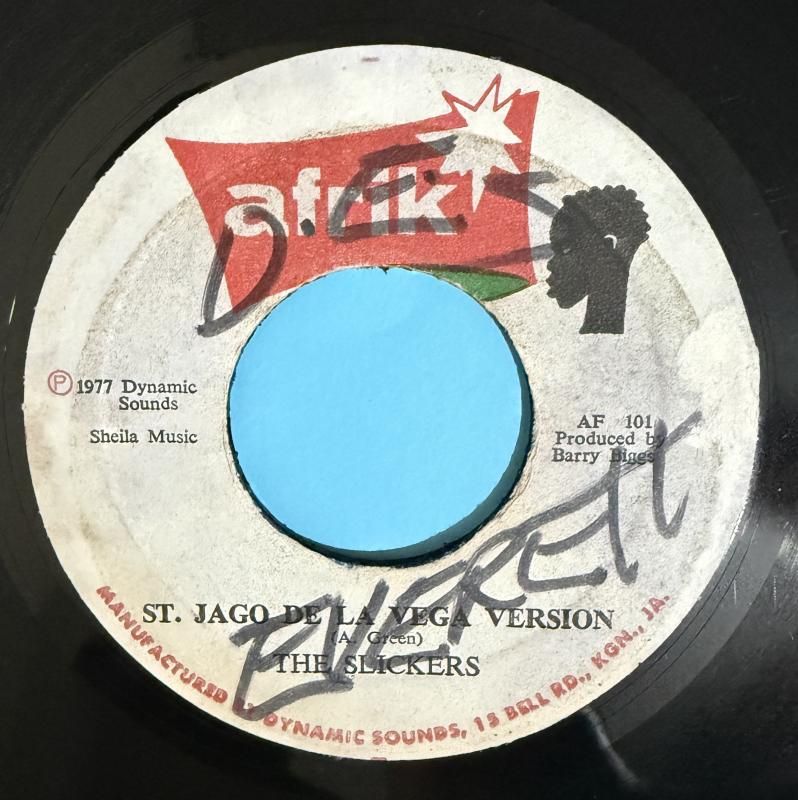 afrik
D.E.S
Ⓟ 1977 Dynamic
Sounds
Sheila Music
AF 101
Produced by
Barry Biggs
EVERETT
ST. JAGO DE LA VEGA VERSION
(A. Green)
THE SLICKERS
MANUFACTURED BY DYNAMIC SOUNDS, 15 BELL RD., KGN., JA.